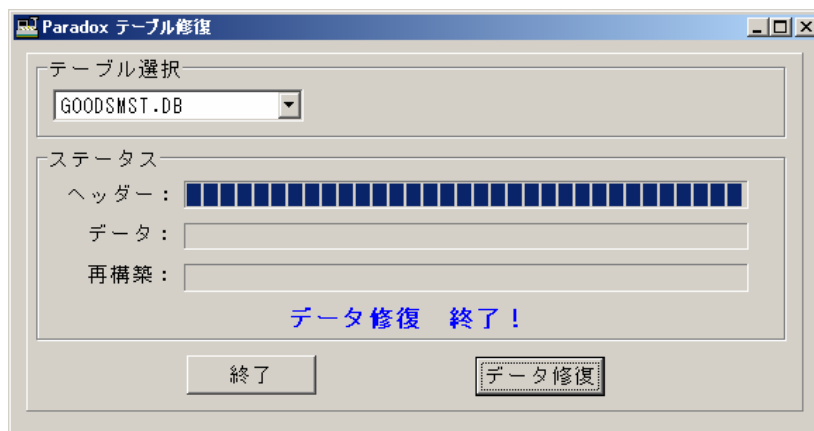 Paradox テーブル修復
テーブル選択
GOODSMST.DB
ステータス
ヘッダー：
データ：
再構築：
データ修復　終了！
終了
データ修復